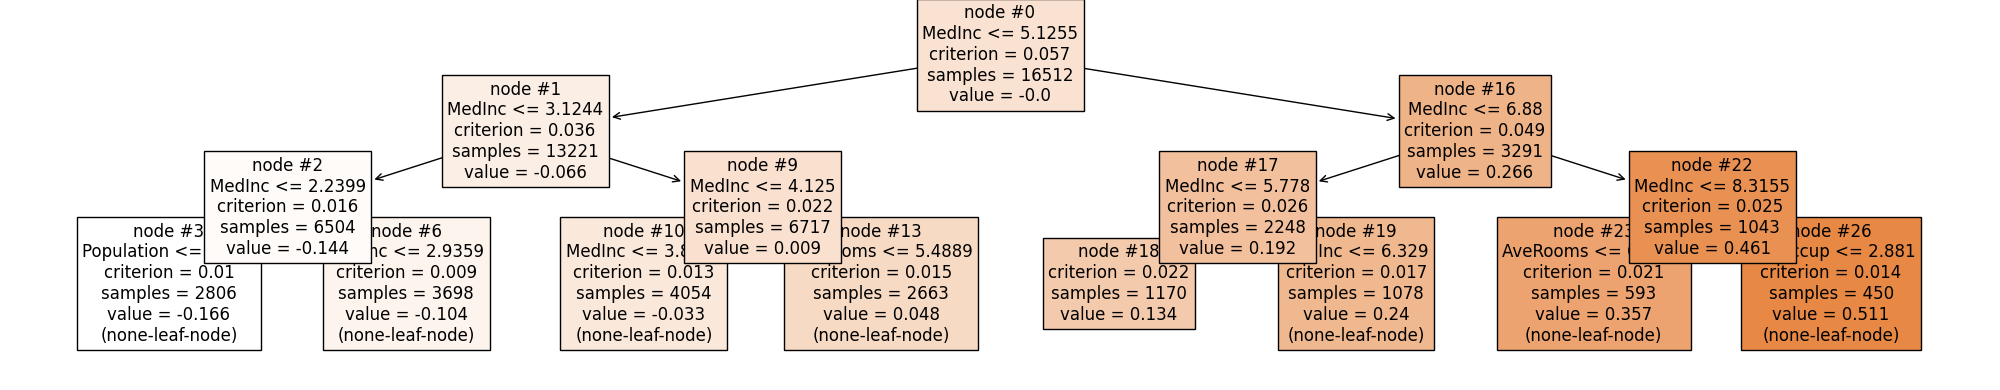 node #0
MedInc <= 5.1255
criterion = 0.057
samples = 16512
value = -0.0
node #1
MedInc <= 3.1244
criterion = 0.036
samples = 13221
value = -0.066
node #16
MedInc <= 6.88
criterion = 0.049
samples = 3291
value = 0.266
node #2
MedInc <= 2.2399
criterion = 0.016
samples = 6504
value = -0.144
node #9
MedInc <= 4.125
criterion = 0.022
samples = 6717
value = 0.009
node #17
MedInc <= 5.778
criterion = 0.026
samples = 2248
value = 0.192
node #22
MedInc <= 8.3155
criterion = 0.025
samples = 1043
value = 0.461
node #3
Population <=
criterion = 0.01
samples = 2806
value = -0.166
(none-leaf-node)
node #6
<= 2.9359
criterion = 0.009
samples = 3698
value = -0.104
(none-leaf-node)
node #10
MedInc <=
criterion = 0.013
samples = 4054
value = -0.033
(none-leaf-node)
node #13
<= 5.4889
criterion = 0.015
samples = 2663
value = 0.048
(none-leaf-node)
node #18
criterion = 0.022
samples = 1170
value = 0.134
node #19
<= 6.329
criterion = 0.017
samples = 1078
value = 0.24
(none-leaf-node)
node #23
AveRooms <=
criterion = 0.021
samples = 593
value = 0.357
(none-leaf-node)
node #26
<= 2.881
criterion = 0.014
samples = 450
value = 0.511
(none-leaf-node)